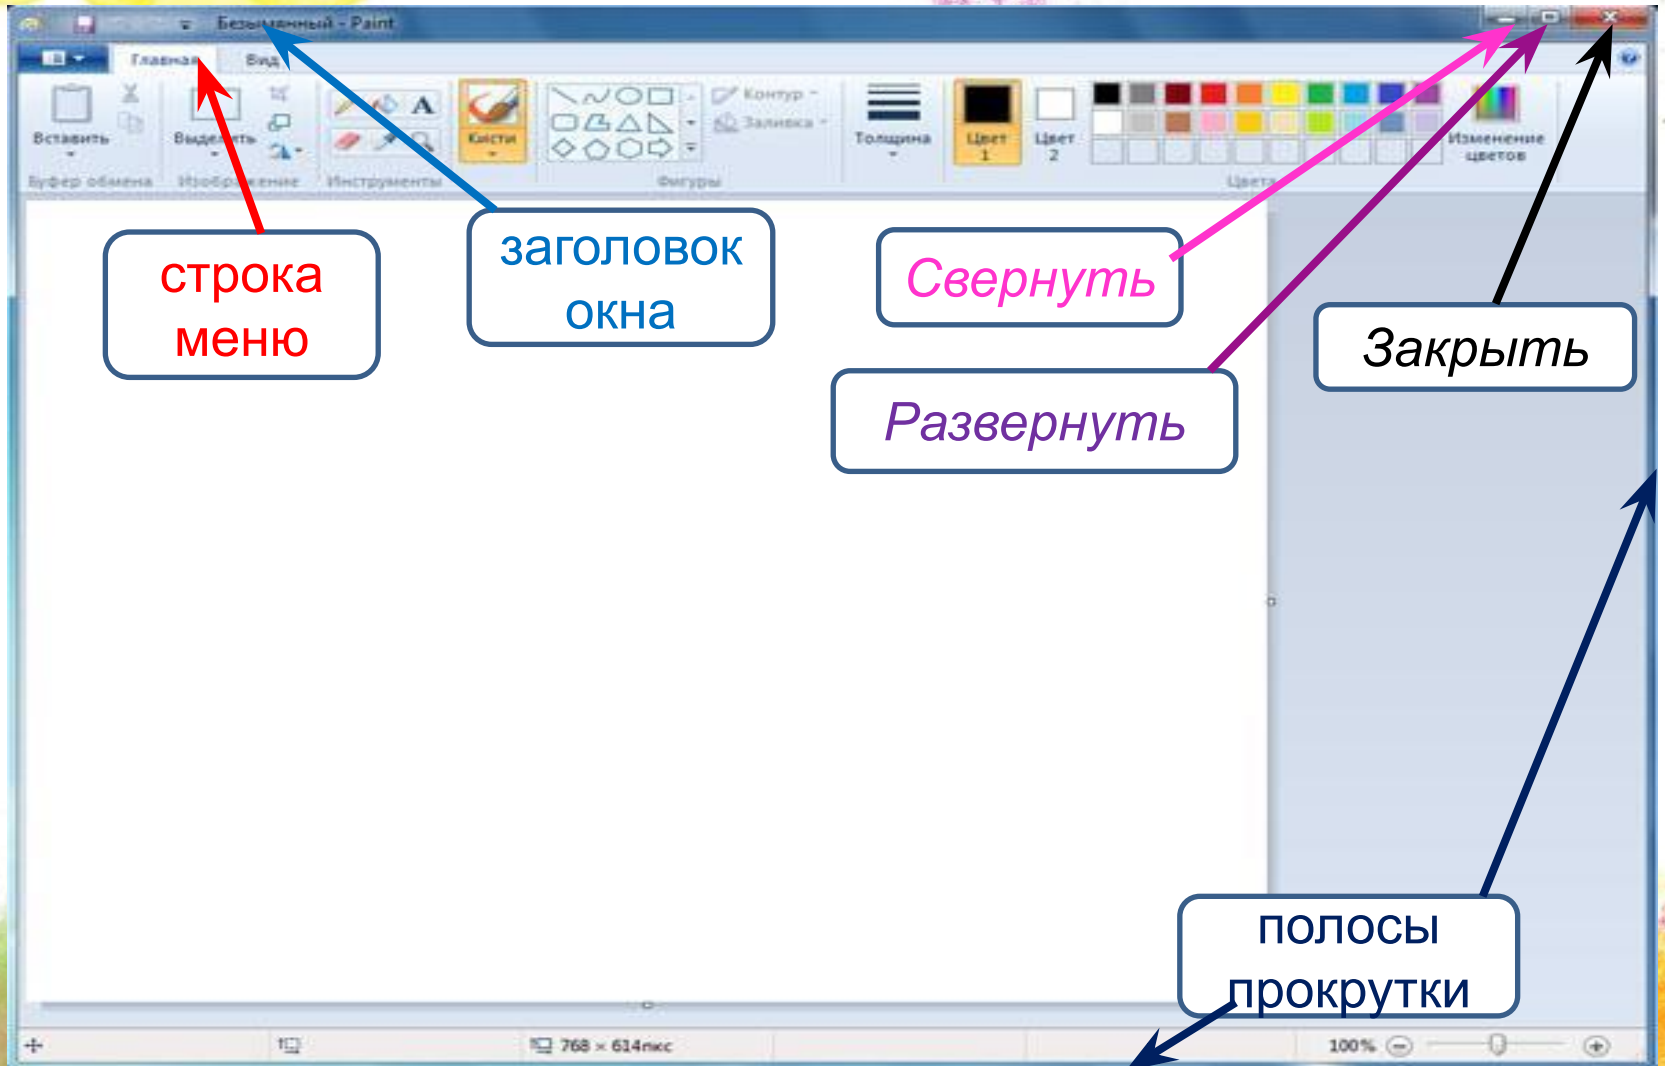 Безымянный - Paint
Главная Вид
Вставить
Выделить
A
Кисти
Контур
Заливка
Толщина
Цвет
1
Цвет
2
Изменение
цветов
Буфер обмена Изображение Инструменты Фигуры Цвета
строка
меню
заголовок
окна
Свернуть
Закрыть
Развернуть
полосы
прокрутки
768 × 614пкс
100%